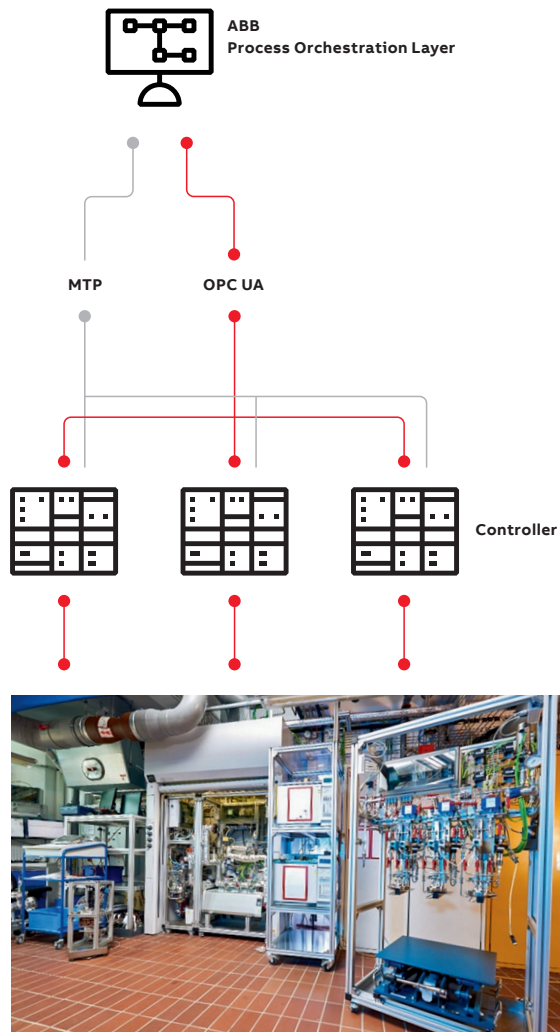 ABB
Process Orchestration Layer
MTP
OPC UA
Controller